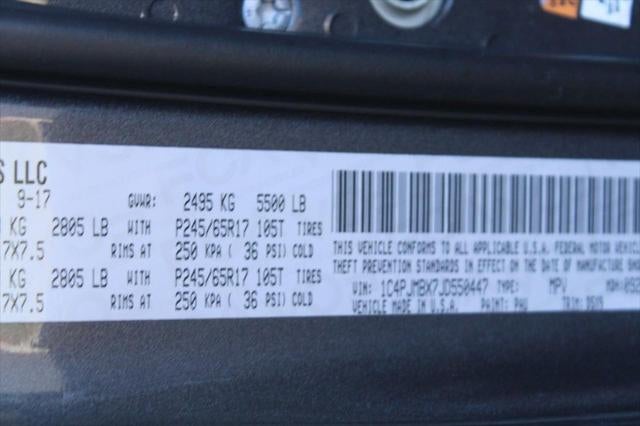 S LLC
9-17 GVWR: 2495 KG 5500 LB
KG 2805 LB WITH P245/65R17 105T TIRES
7X7.5 RIMS AT 250 KPA ( 36 PSI) COLD
KG 2805 LB WITH P245/65R17 105T TIRES
7X7.5 RIMS AT 250 KPA ( 36 PSI) COLD
THIS VEHICLE CONFORMS TO ALL APPLICABLE U.S.A. FEDERAL MOTOR VEHICL
THEFT PREVENTION STANDARDS IN EFFECT ON THE DATE OF MANUFACTURE
VIN: 1C4PJMBX7JD550447 TYPE: MPV
VEHICLE MADE IN U.S.A. PAINT: PAU TRIM: